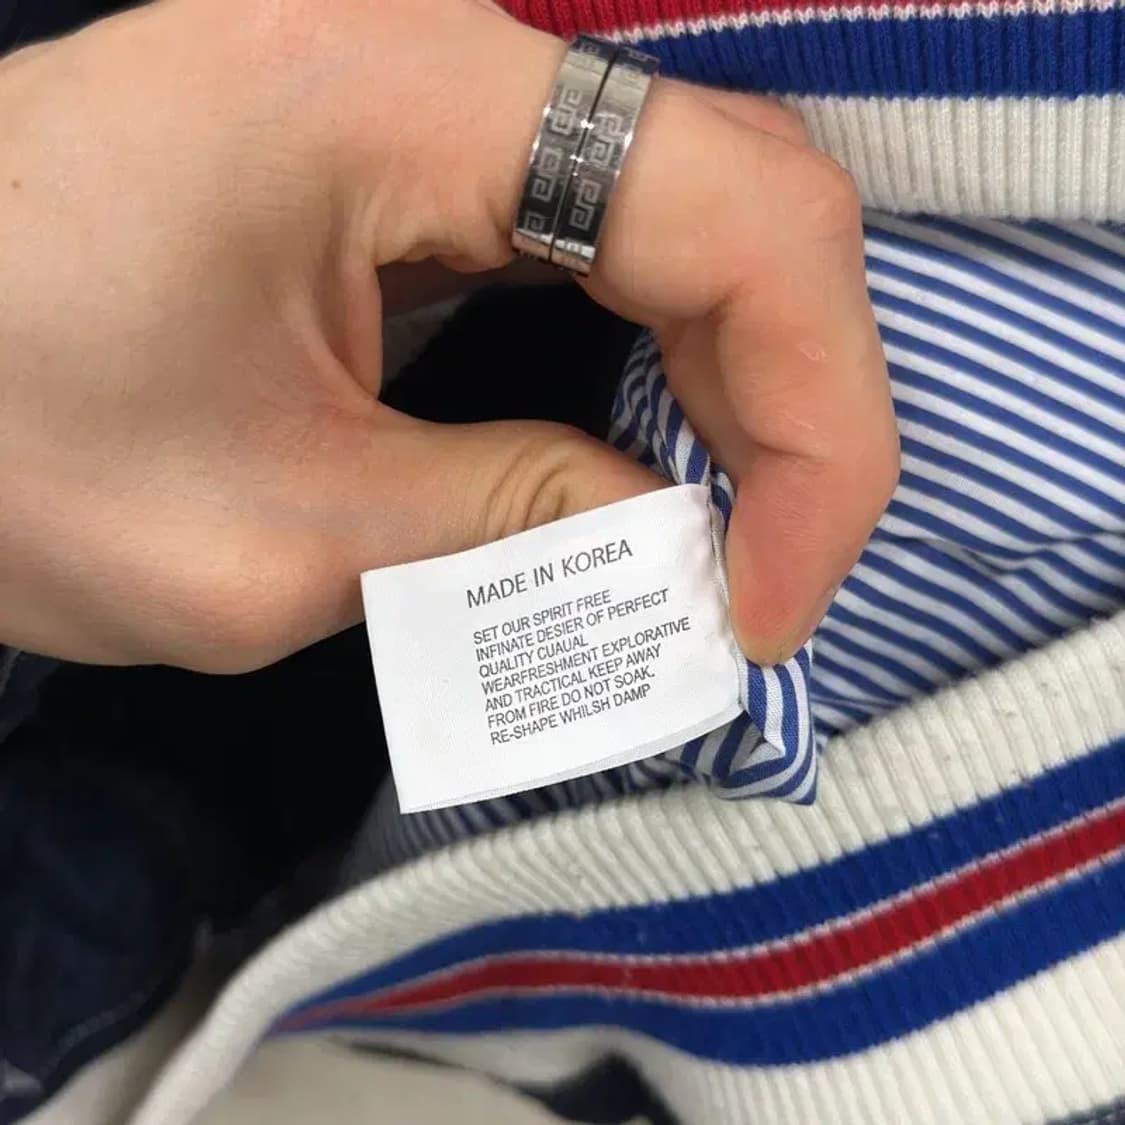 MADE IN KOREA
SET OUR SPIRIT FREE
INFINATE DESIER OF PERFECT
QUALITY CUAUAL
WEARFRESHMENT EXPLORATIVE
AND TRACTICAL KEEP AWAY
FROM FIRE DO NOT SOAK.
RE-SHAPE WHILSH DAMP